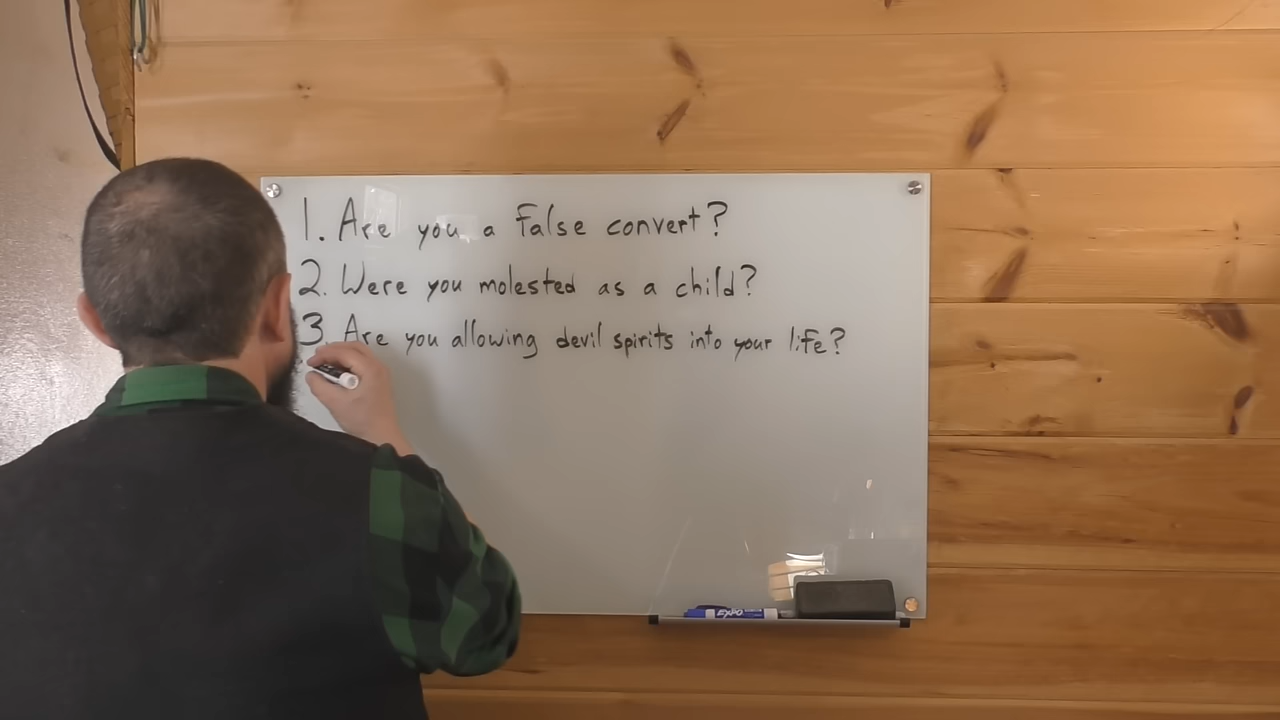 1. Are you a false convert?
2. Were you molested as a child?
3. Are you allowing devil spirits into your life?
EXPO